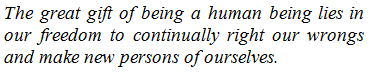 The great gift of being a human being lies in
our freedom to continually right our wrongs
and make new persons of ourselves.